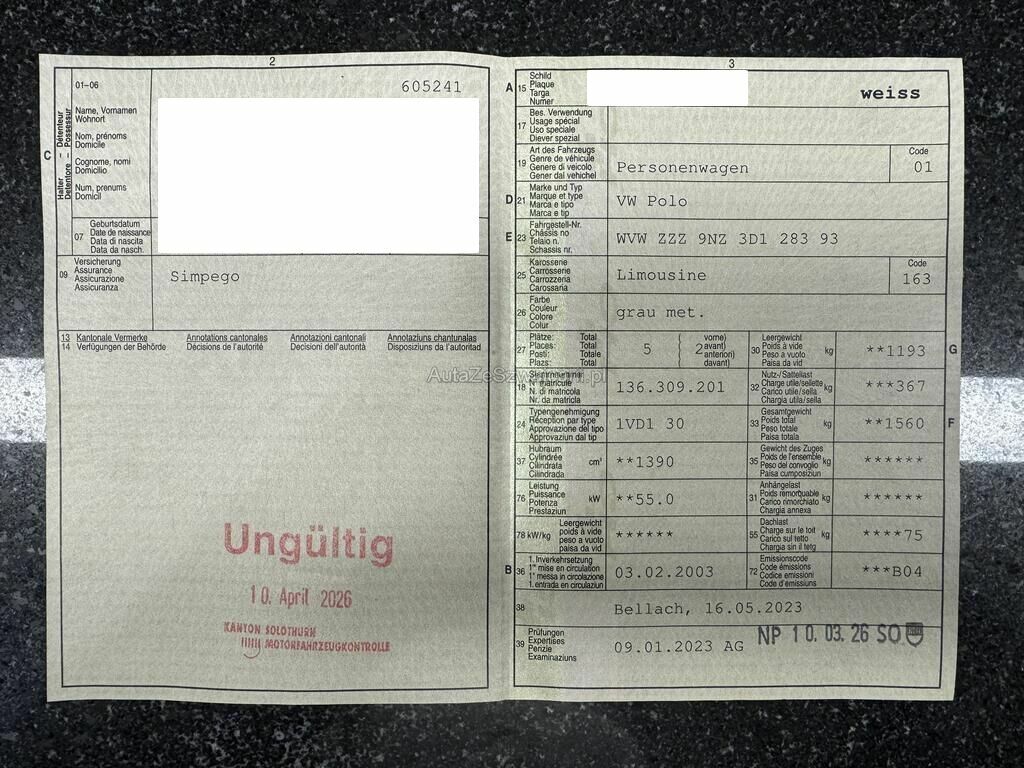 2
01-06
605241
C
Halter – Détenteur
Detentore – Possessur
Name, Vornamen
Wohnort
Nom, prénoms
Domicile
Cognome, nomi
Domicilio
Num, prenums
Domicil
07
Geburtsdatum
Date de naissance
Data di nascita
Data da nasch.
09
Versicherung
Assurance
Assicurazione
Assicuranza
Simpego
13 Kantonale Vermerke Annotations cantonales Annotazioni cantonali Annotaziuns chantunalas
14 Verfügungen der Behörde Décisions de l'autorité Decisioni dell'autorità Disposiziuns da l'autoritad
Ungültig
10. April 2026
KANTON SOLOTHURN
MOTORFAHRZEUGKONTROLLE
3
A 15
Schild
Plaque
Targa
Numer
weiss
17
Bes. Verwendung
Usage spécial
Uso speciale
Diever spezial
19
Art des Fahrzeugs
Genre de véhicule
Genere di veicolo
Gener dal vehichel
Personenwagen
Code
01
D 21
Marke und Typ
Marque et type
Marca e tipo
Marca e tip
VW Polo
E 23
Fahrgestell-Nr.
Châssis no
Telaio n.
Schassis nr.
WVW ZZZ 9NZ 3D1 283 93
25
Karosserie
Carrosserie
Carrozzeria
Carossaria
Limousine
Code
163
26
Farbe
Couleur
Colore
Colur
grau met.
27
Plätze: Total
Places: Total
Posti: Totale
Plazs: Total
5
2
vorne)
avant)
anteriori)
davant)
30
Leergewicht
Poids à vide
Peso a vuoto
Paisa da vid
kg
**1193
G
18
Stammnummer
N° matricule
N. di matricola
Nr. da matricla
136.309.201
32
Nutz-/Sattellast
Charge utile/sellette
Carico utile/sella
Chargia utila/sella
kg
***367
AutaZeSzwajcarii.pl
24
Typengenehmigung
Réception par type
Approvazione del tipo
Approvaziun dal tip
1VD1 30
33
Gesamtgewicht
Poids total
Peso totale
Paisa totala
kg
**1560
F
37
Hubraum
Cylindrée
Cilindrata
Cilindrada
cm³
**1390
35
Gewicht des Zuges
Poids de l'ensemble
Peso del convoglio
Paisa cumposiziun
kg
******
76
Leistung
Puissance
Potenza
Prestaziun
kW
**55.0
31
Anhängelast
Poids remorquable
Carico rimorchiato
Chargia annexa
kg
******
78 kW/kg
Leergewicht
poids à vide
peso a vuoto
paisa da vid
******
55
Dachlast
Charge sur le toit
Carico sul tetto
Chargia sin il tetg
kg
****75
B 36
1. Inverkehrsetzung
1re mise en circulation
1a messa in circolazione
1. entrada en circulaziun
03.02.2003
72
Emissionscode
Code émissions
Codice emissioni
Code d'emissiuns
***B04
38
Bellach, 16.05.2023
39
Prüfungen
Expertises
Perizie
Examinaziuns
09.01.2023 AG
NP 10. 03. 26 SO